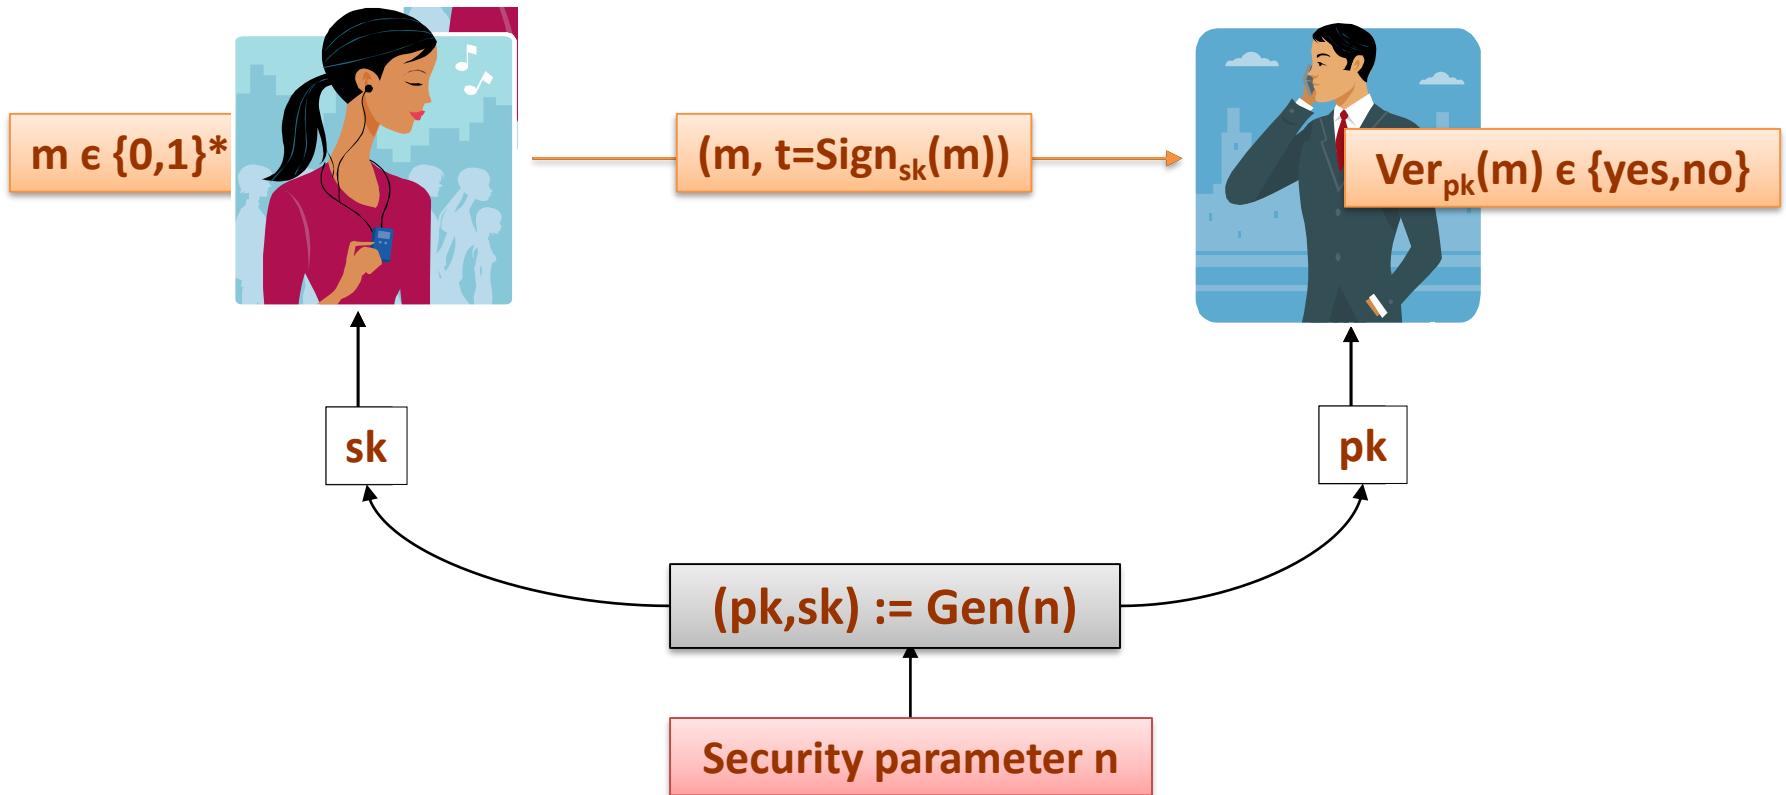 m є {0,1}*
(m, t=Signsk(m))
Verpk(m) є {yes,no}
sk
pk
(pk,sk) := Gen(n)
Security parameter n